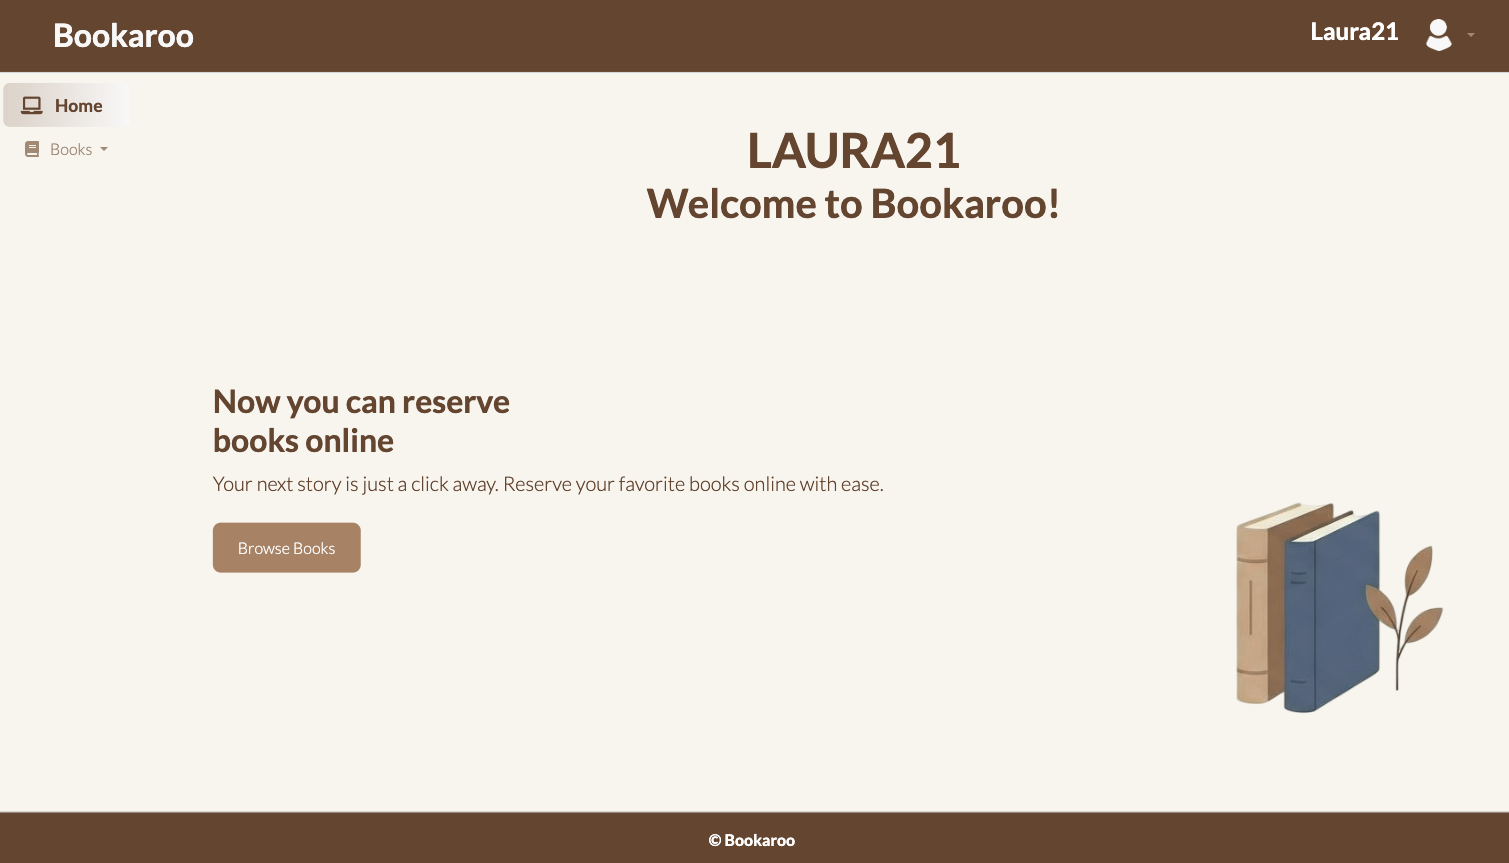 Bookaroo
Laura21
Home
Books
LAURA21
Welcome to Bookaroo!
Now you can reserve
books online
Your next story is just a click away. Reserve your favorite books online with ease.
Browse Books
© Bookaroo